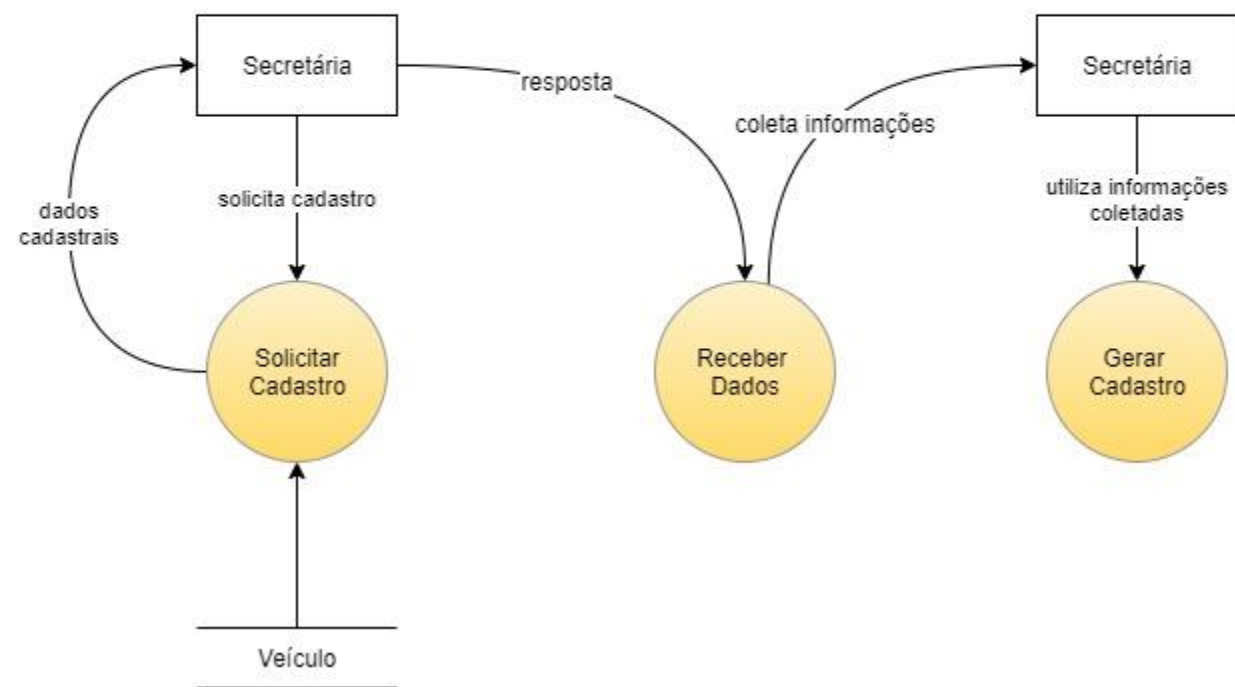 Secretária
resposta
coleta informações
Secretária
dados
cadastrais
solicita cadastro
utiliza informações
coletadas
Solicitar
Cadastro
Receber
Dados
Gerar
Cadastro
Veículo